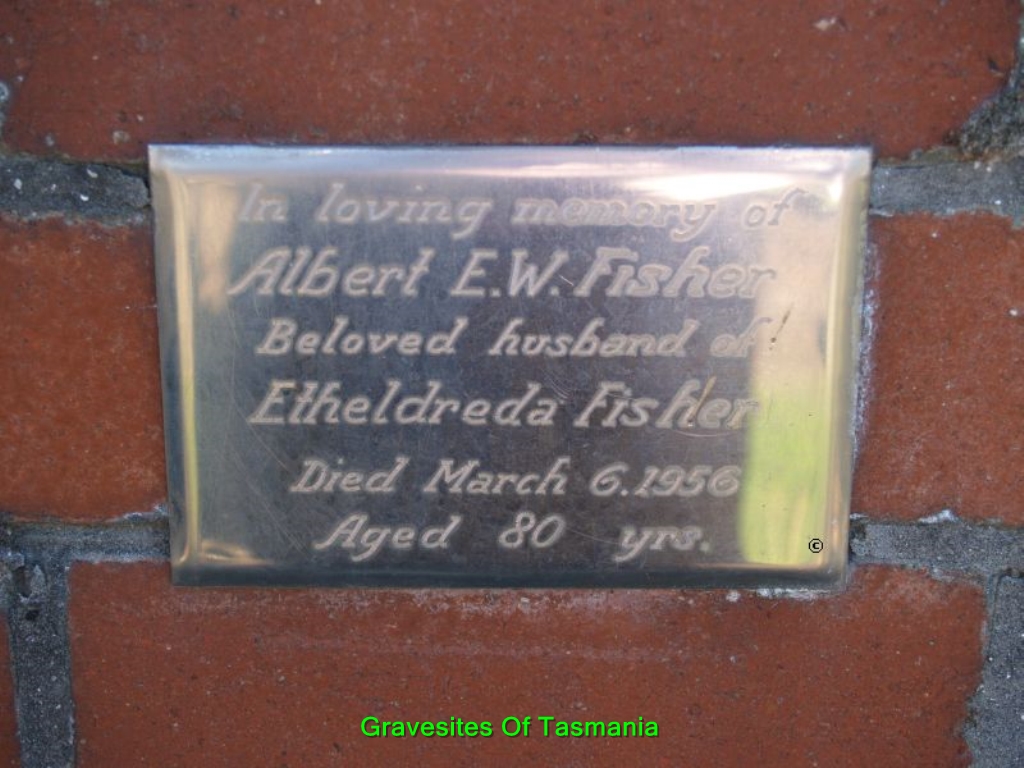 In loving memory of
Albert E.W. Fisher
Beloved husband of
Etheldreda Fisher
Died March 6.1956
Aged 80 yrs.
©
Gravesites Of Tasmania